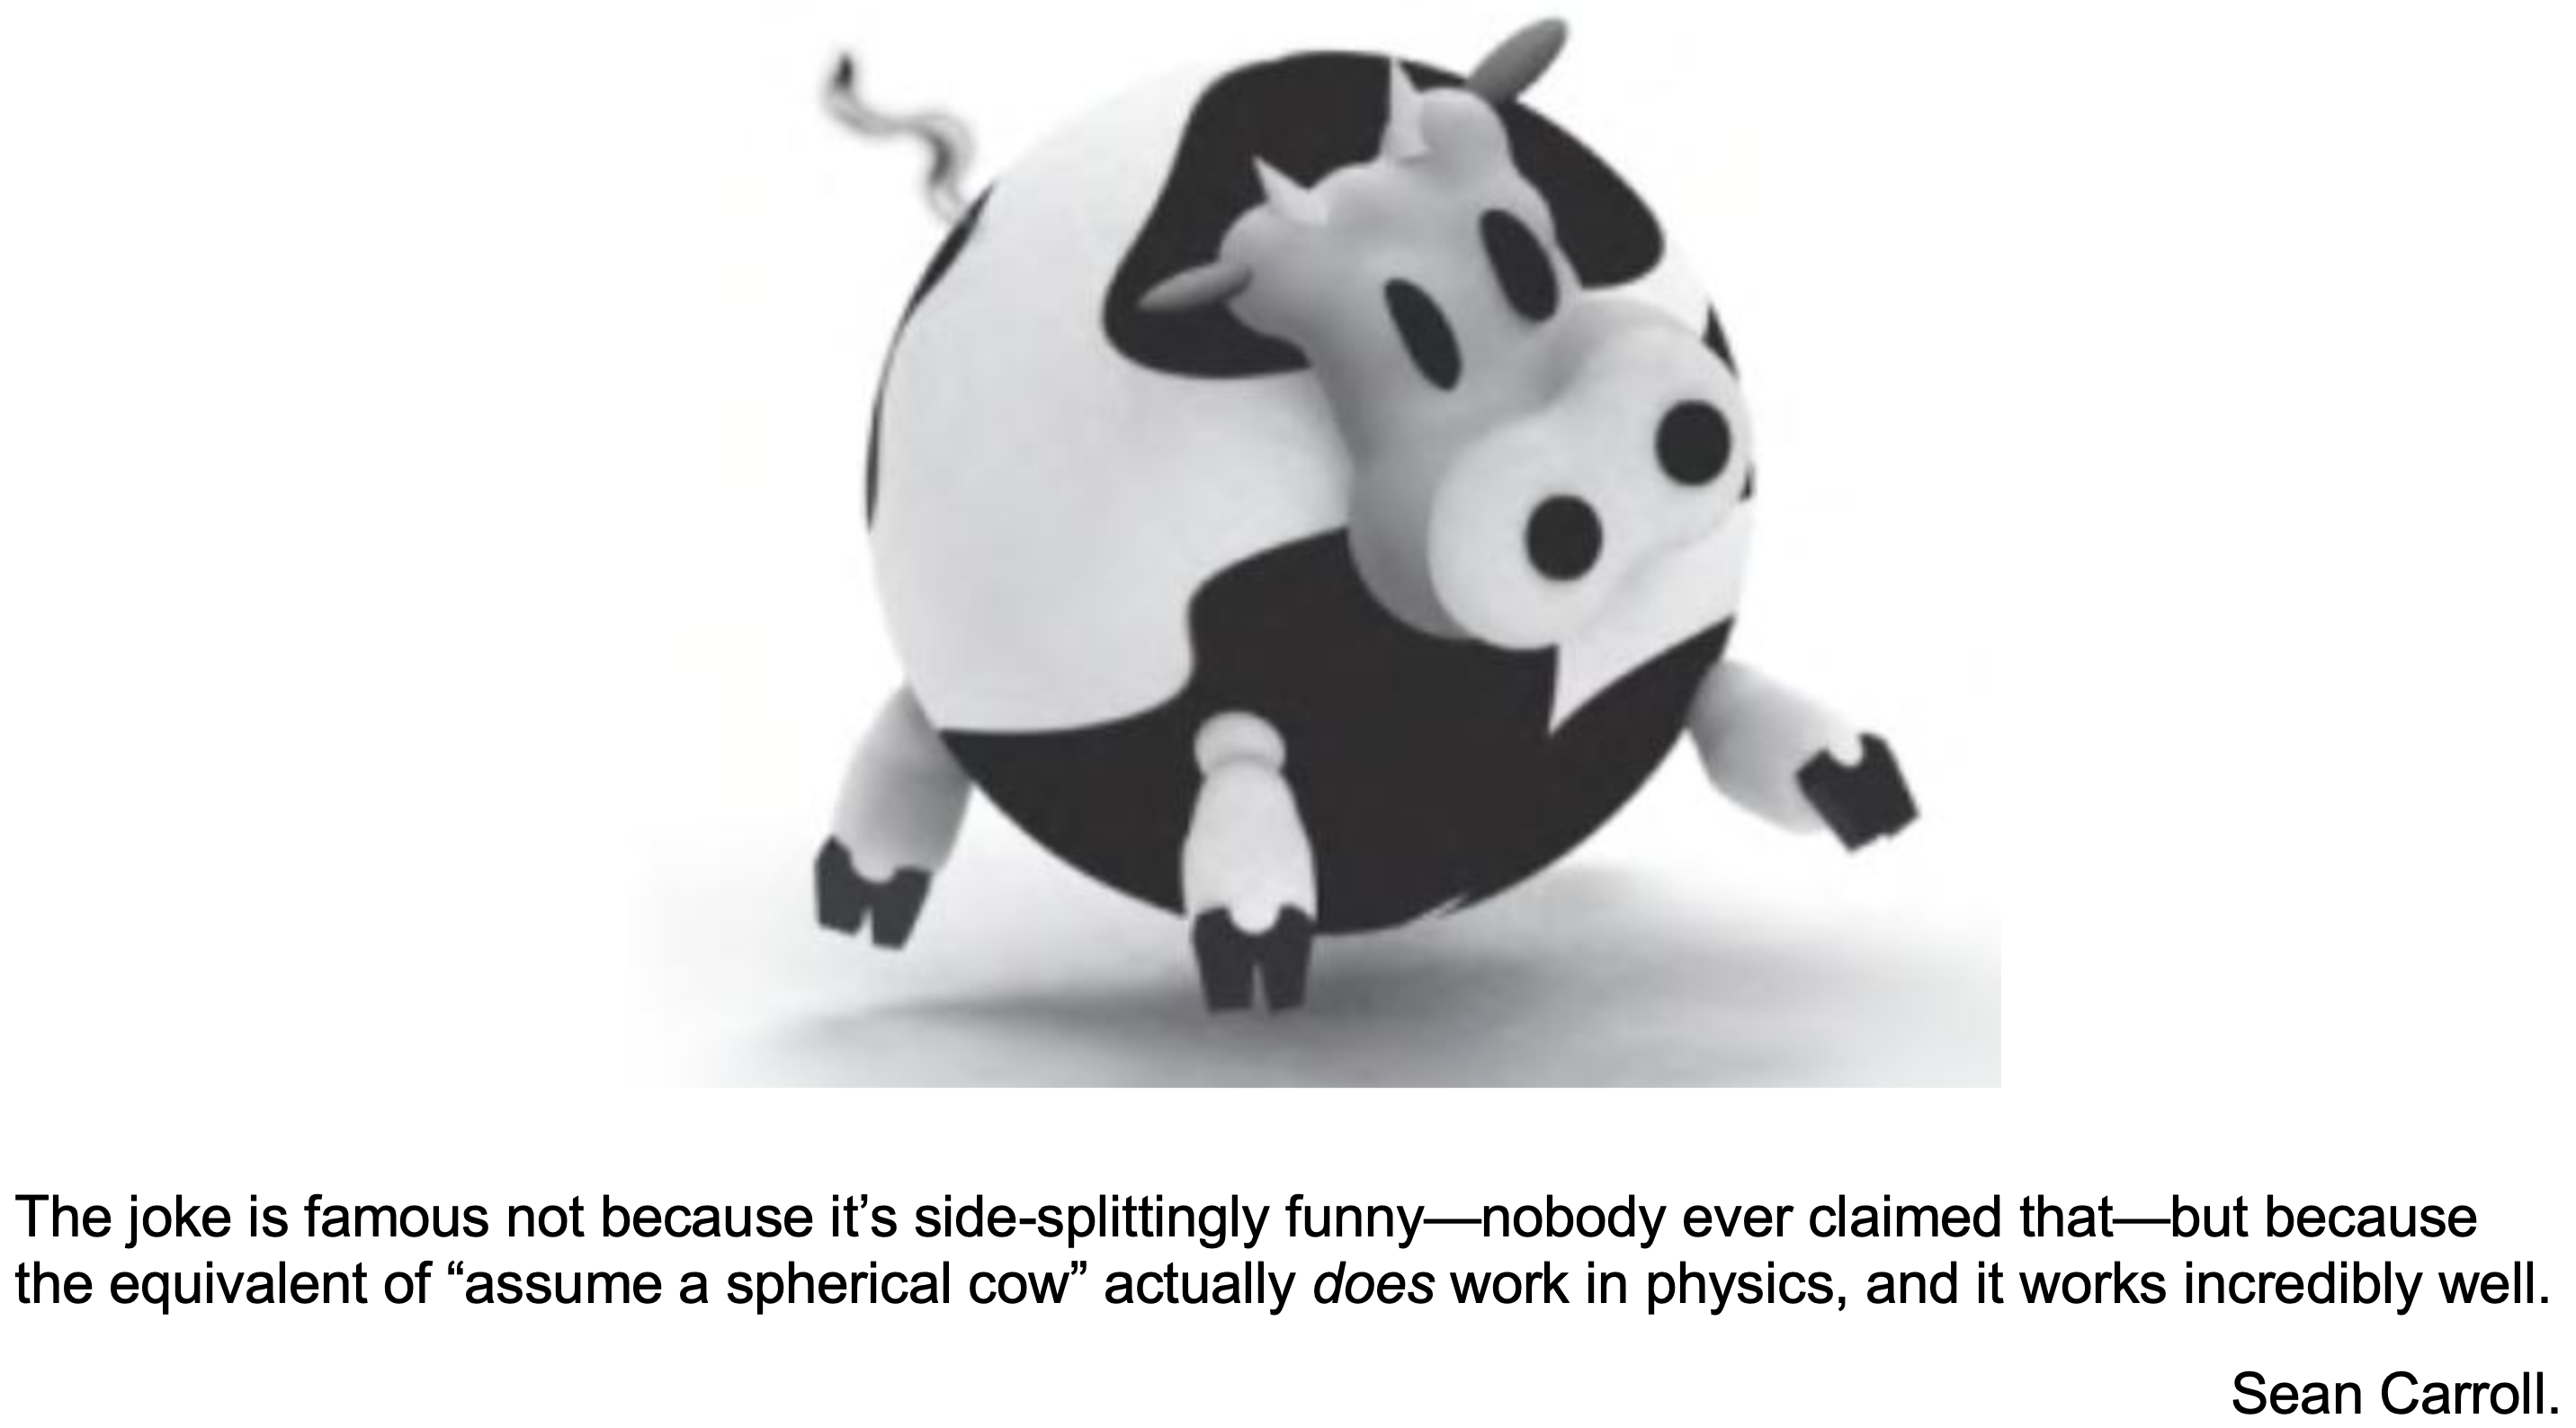 The joke is famous not because it’s side-splittingly funny—nobody ever claimed that—but because
the equivalent of “assume a spherical cow” actually does work in physics, and it works incredibly well.
Sean Carroll.